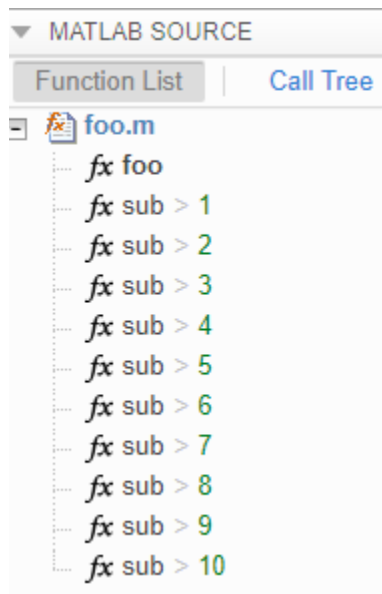 MATLAB SOURCE
Function List Call Tree
foo.m
fx foo
fx sub > 1
fx sub > 2
fx sub > 3
fx sub > 4
fx sub > 5
fx sub > 6
fx sub > 7
fx sub > 8
fx sub > 9
fx sub > 10